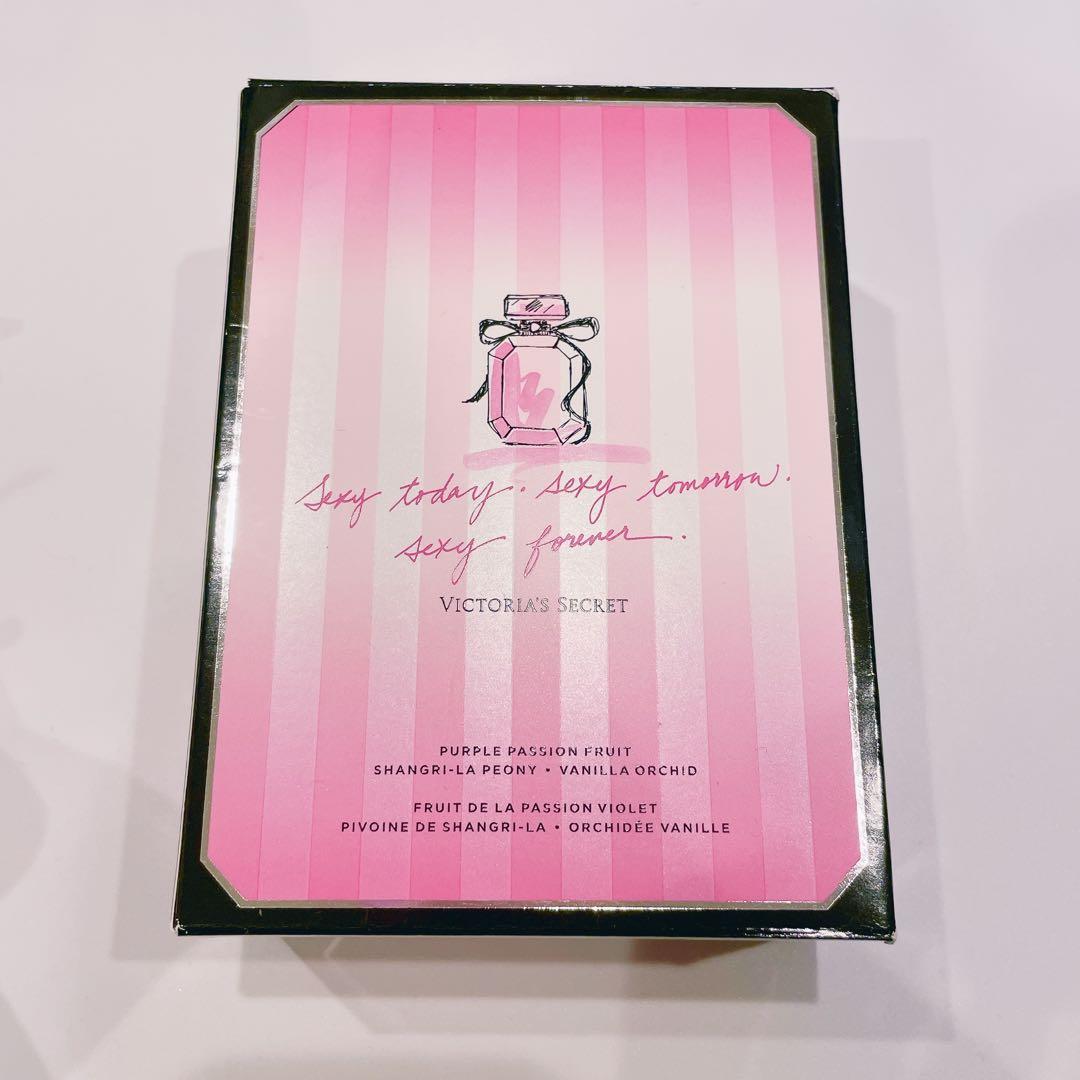 Sexy today. sexy tomorrow.
sexy forever.
VICTORIA'S SECRET
PURPLE PASSION FRUIT
SHANGRI-LA PEONY • VANILLA ORCHID
FRUIT DE LA PASSION VIOLET
PIVOINE DE SHANGRI-LA • ORCHIDÉE VANILLE